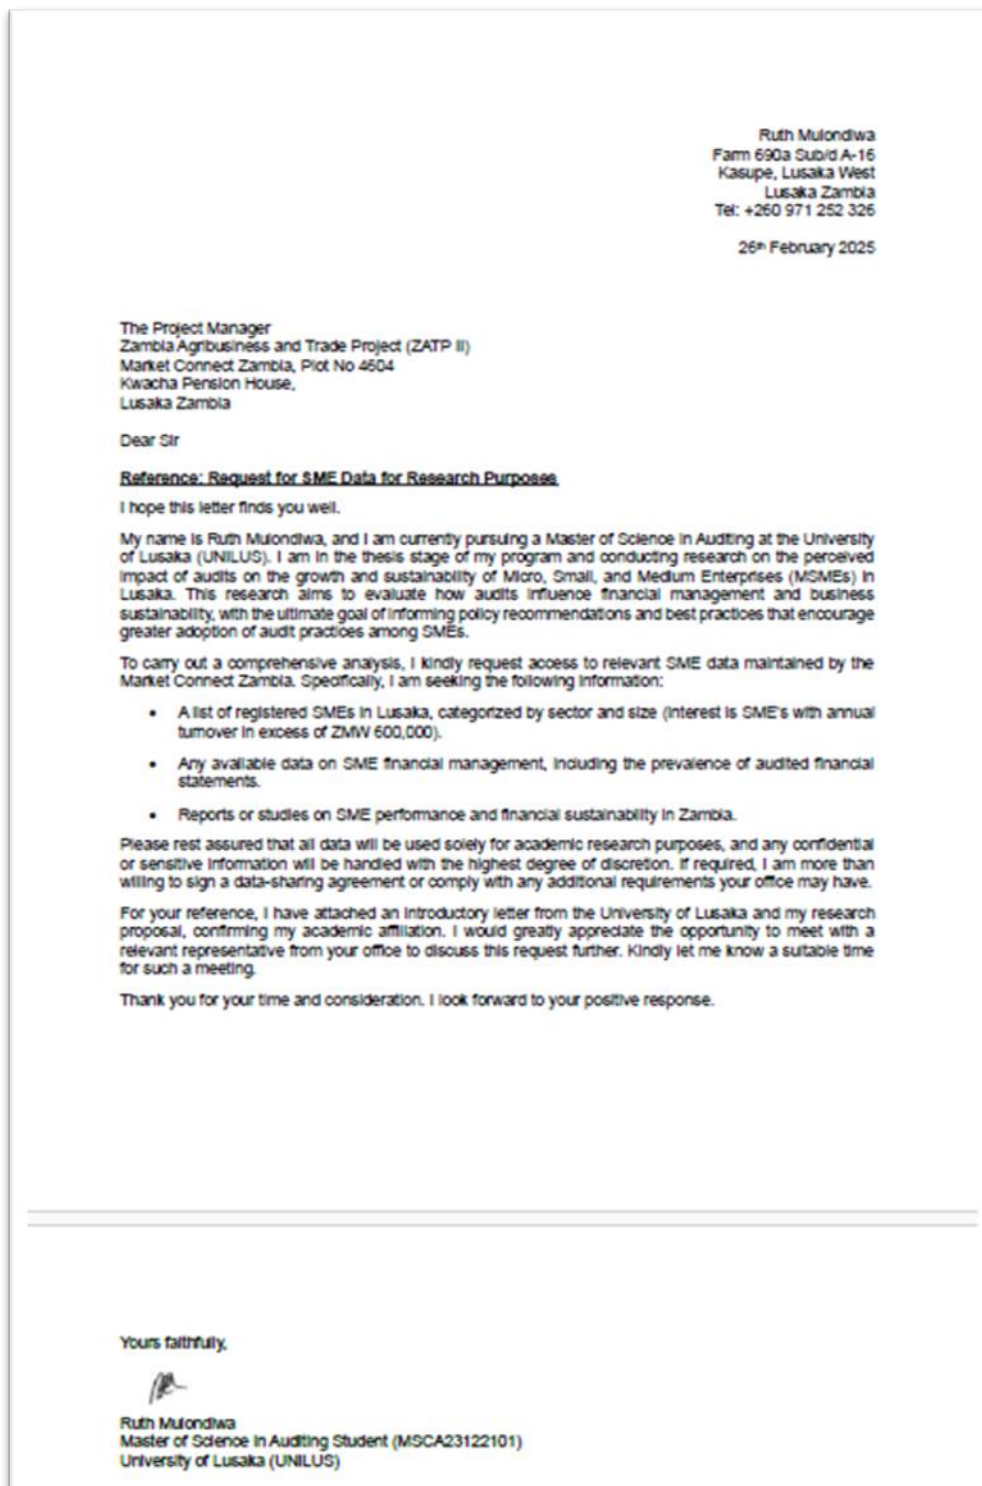 Ruth Mulondiwa
Farm 690a Sub/d A-16
Kasupe, Lusaka West
Lusaka Zambia
Tel: +260 971 252 326
26th February 2025
The Project Manager
Zambia Agribusiness and Trade Project (ZATP II)
Market Connect Zambia, Plot No 4604
Kwacha Pension House,
Lusaka Zambia
Dear Sir
Reference: Request for SME Data for Research Purposes
I hope this letter finds you well.
My name is Ruth Mulondiwa, and I am currently pursuing a Master of Science in Auditing at the University
of Lusaka (UNILUS). I am in the thesis stage of my program and conducting research on the perceived
impact of audits on the growth and sustainability of Micro, Small, and Medium Enterprises (MSMEs) in
Lusaka. This research aims to evaluate how audits influence financial management and business
sustainability, with the ultimate goal of informing policy recommendations and best practices that encourage
greater adoption of audit practices among SMEs.
To carry out a comprehensive analysis, I kindly request access to relevant SME data maintained by the
Market Connect Zambia. Specifically, I am seeking the following information:
• A list of registered SMEs in Lusaka, categorized by sector and size (interest is SME's with annual
turnover in excess of ZMW 600,000).
• Any available data on SME financial management, including the prevalence of audited financial
statements.
• Reports or studies on SME performance and financial sustainability in Zambia.
Please rest assured that all data will be used solely for academic research purposes, and any confidential
or sensitive information will be handled with the highest degree of discretion. If required, I am more than
willing to sign a data-sharing agreement or comply with any additional requirements your office may have.
For your reference, I have attached an introductory letter from the University of Lusaka and my research
proposal, confirming my academic affiliation. I would greatly appreciate the opportunity to meet with a
relevant representative from your office to discuss this request further. Kindly let me know a suitable time
for such a meeting.
Thank you for your time and consideration. I look forward to your positive response.
Yours faithfully,
Ruth Mulondiwa
Master of Science in Auditing Student (MSCA23122101)
University of Lusaka (UNILUS)